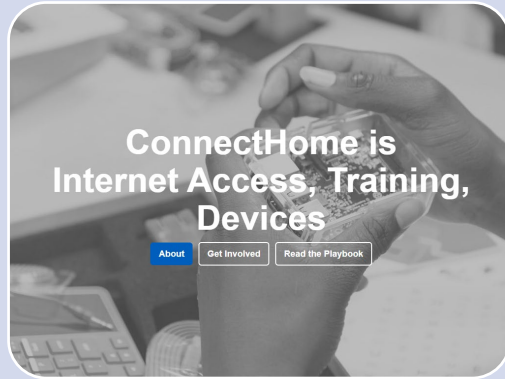 ConnectHome is
Internet Access, Training,
Devices
About
Get Involved
Read the Playbook